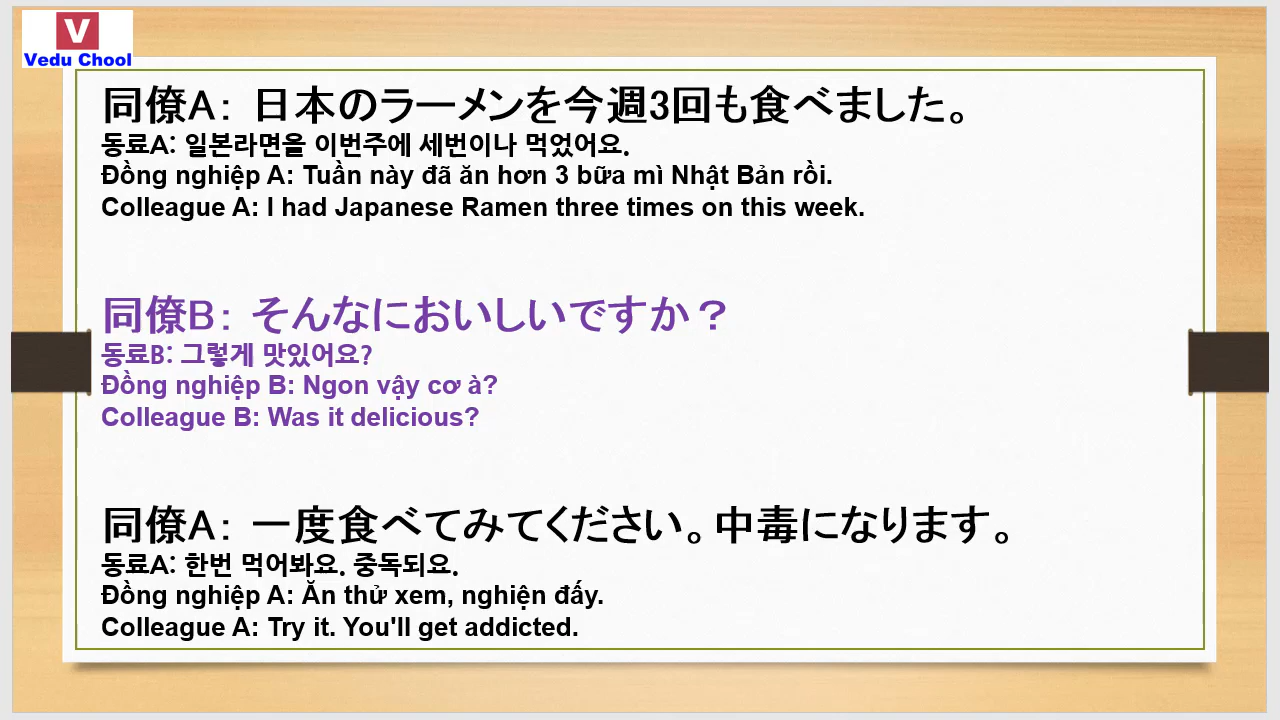 V
Vedu Chool
同僚A： 日本のラーメンを今週3回も食べました。
동료A: 일본라면을 이번주에 세번이나 먹었어요.
Đồng nghiệp A: Tuần này đã ăn hơn 3 bữa mì Nhật Bản rồi.
Colleague A: I had Japanese Ramen three times on this week.
同僚B： そんなにおいしいですか？
동료B: 그렇게 맛있어요?
Đồng nghiệp B: Ngon vậy cơ à?
Colleague B: Was it delicious?
同僚A： 一度食べてみてください。中毒になります。
동료A: 한번 먹어봐요. 중독되요.
Đồng nghiệp A: Ăn thử xem, nghiện đấy.
Colleague A: Try it. You'll get addicted.